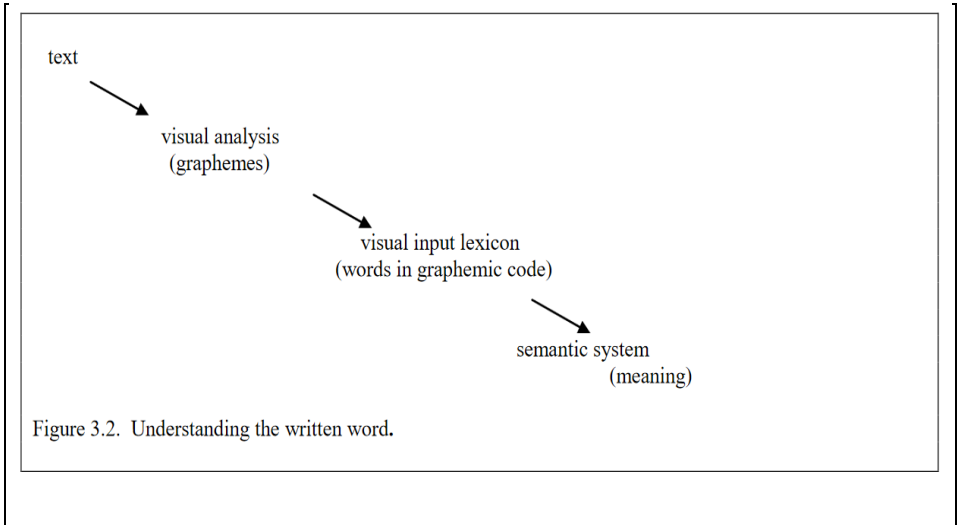 text
visual analysis
(graphemes)
visual input lexicon
(words in graphemic code)
semantic system
(meaning)
Figure 3.2.  Understanding the written word.